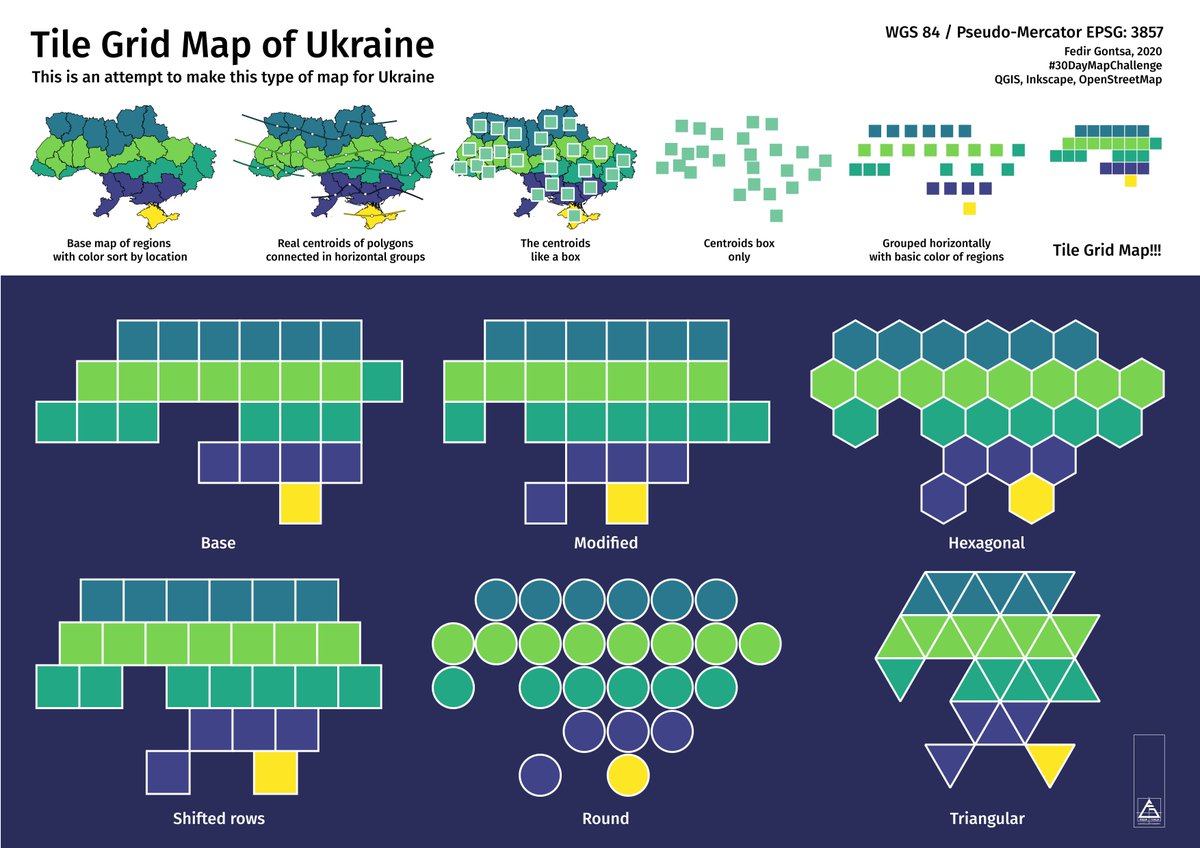 Tile Grid Map of Ukraine
This is an attempt to make this type of map for Ukraine
WGS 84 / Pseudo-Mercator EPSG: 3857
Fedir Gontsa, 2020
#30DayMapChallenge
QGIS, Inkscape, OpenStreetMap
Base map of regions
with color sort by location
Real centroids of polygons
connected in horizontal groups
The centroids
like a box
Centroids box
only
Grouped horizontally
with basic color of regions
Tile Grid Map!!!
Base
Modified
Hexagonal
Shifted rows
Round
Triangular